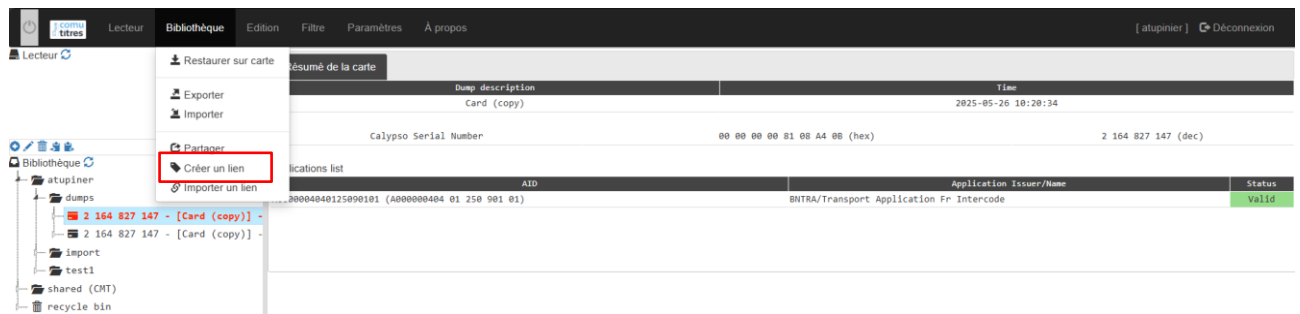 comu titres Lecteur Bibliothèque Edition Filtre Paramètres À propos [ atupinier ] Déconnexion
Lecteur
Restaurer sur carte
Exporter
Importer
Partager
Créer un lien
Importer un lien
Résumé de la carte
Dump description Time
Card (copy) 2025-05-26 10:20:34
Calypso Serial Number 00 00 00 00 81 08 A4 0B (hex) 2 164 827 147 (dec)
lications list
AID Application Issuer/Name Status
00004040125090101 (A000000404 01 250 901 01) BNTRA/Transport Application Fr Intercode Valid
Bibliothèque
atupiner
dumps
2 164 827 147 - [Card (copy)] -
2 164 827 147 - [Card (copy)] -
import
test1
shared (CMT)
recycle bin